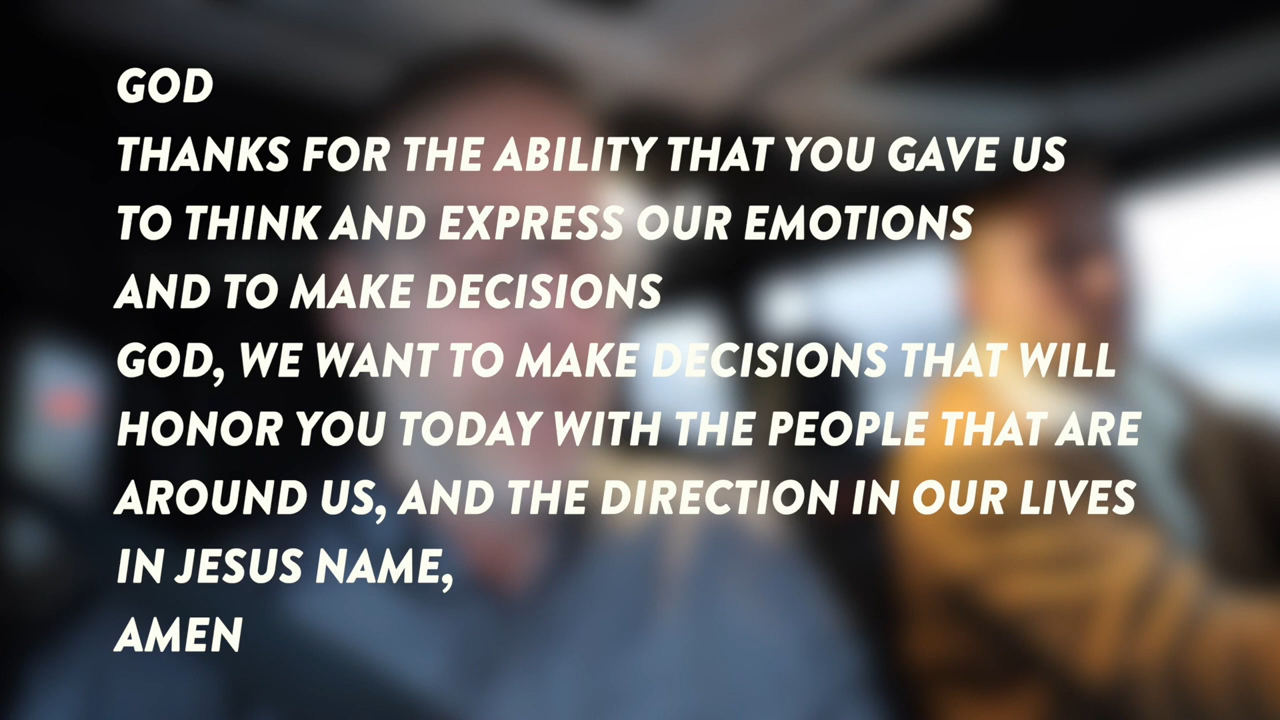 GOD
THANKS FOR THE ABILITY THAT YOU GAVE US
TO THINK AND EXPRESS OUR EMOTIONS
AND TO MAKE DECISIONS
GOD, WE WANT TO MAKE DECISIONS THAT WILL
HONOR YOU TODAY WITH THE PEOPLE THAT ARE
AROUND US, AND THE DIRECTION IN OUR LIVES
IN JESUS NAME,
AMEN